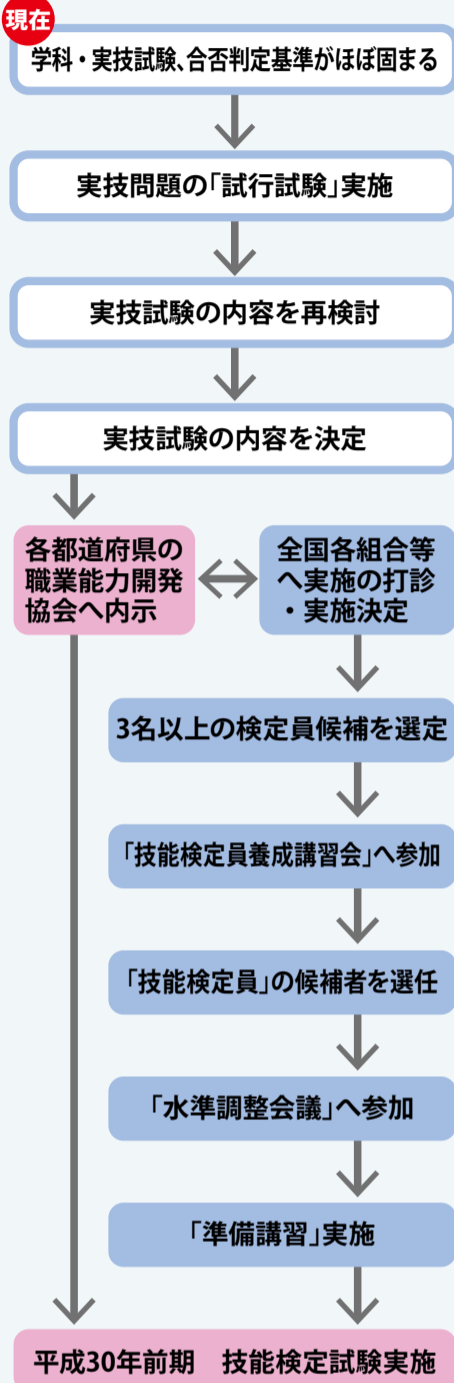 現在
学科・実技試験、合否判定基準がほぼ固まる
実技問題の「試行試験」実施
実技試験の内容を再検討
実技試験の内容を決定
各都道府県の
職業能力開発
協会へ内示
全国各組合等
へ実施の打診
・実施決定
3名以上の検定員候補を選定
「技能検定員養成講習会」へ参加
「技能検定員」の候補者を選任
「水準調整会議」へ参加
「準備講習」実施
平成30年前期　技能検定試験実施